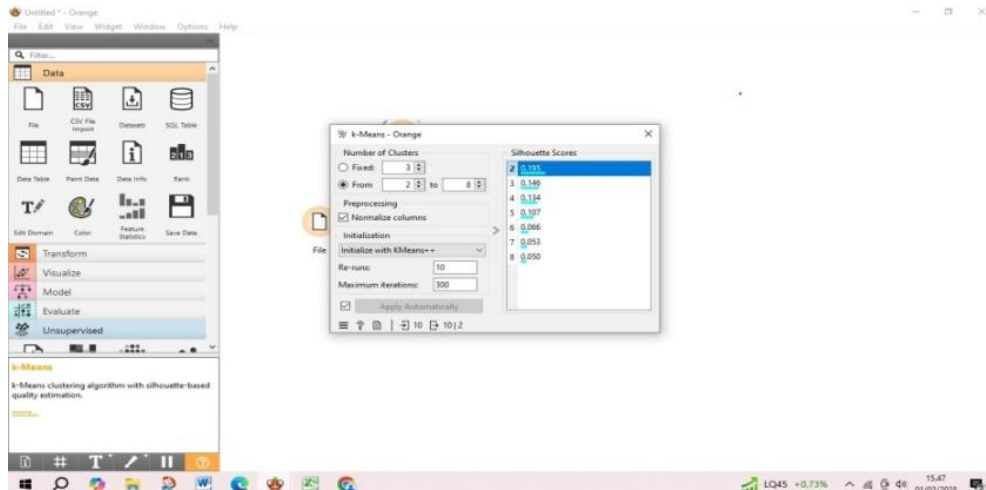 Untitled * - Orange
File Edit View Widget Window Options Help
Filter...
Data
File
CSV File Import
Datasets
SQL Table
Data Table
Paint Data
Data Info
Rank
Edit Domain
Color
Feature Statistics
Save Data
Transform
Visualize
Model
Evaluate
Unsupervised
k-Means
k-Means clustering algorithm with silhouette-based
quality estimation.
File
k-Means - Orange
Number of Clusters
Fixed: 3
From 2 to 8
Preprocessing
Normalize columns
Initialization
Initialize with KMeans++
Re-runs: 10
Maximum iterations: 300
Apply Automatically
10 10|2
Silhouette Scores
2 0.195
3 0.146
4 0.134
5 0.107
6 0.066
7 0.053
8 0.050
LQ45 +0.73%
15.47
01/03/2025